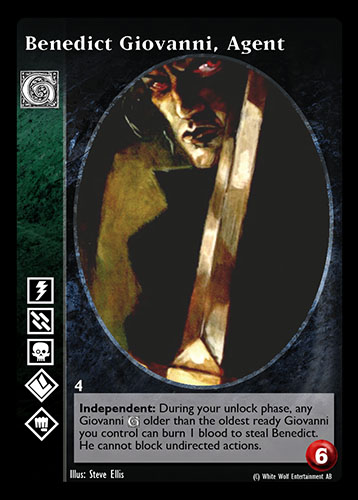 Benedict Giovanni, Agent
4
Independent: During your unlock phase, any
Giovanni older than the oldest ready Giovanni
you control can burn 1 blood to steal Benedict.
He cannot block undirected actions.
6
Illus: Steve Ellis
(C) White Wolf Entertainment AB